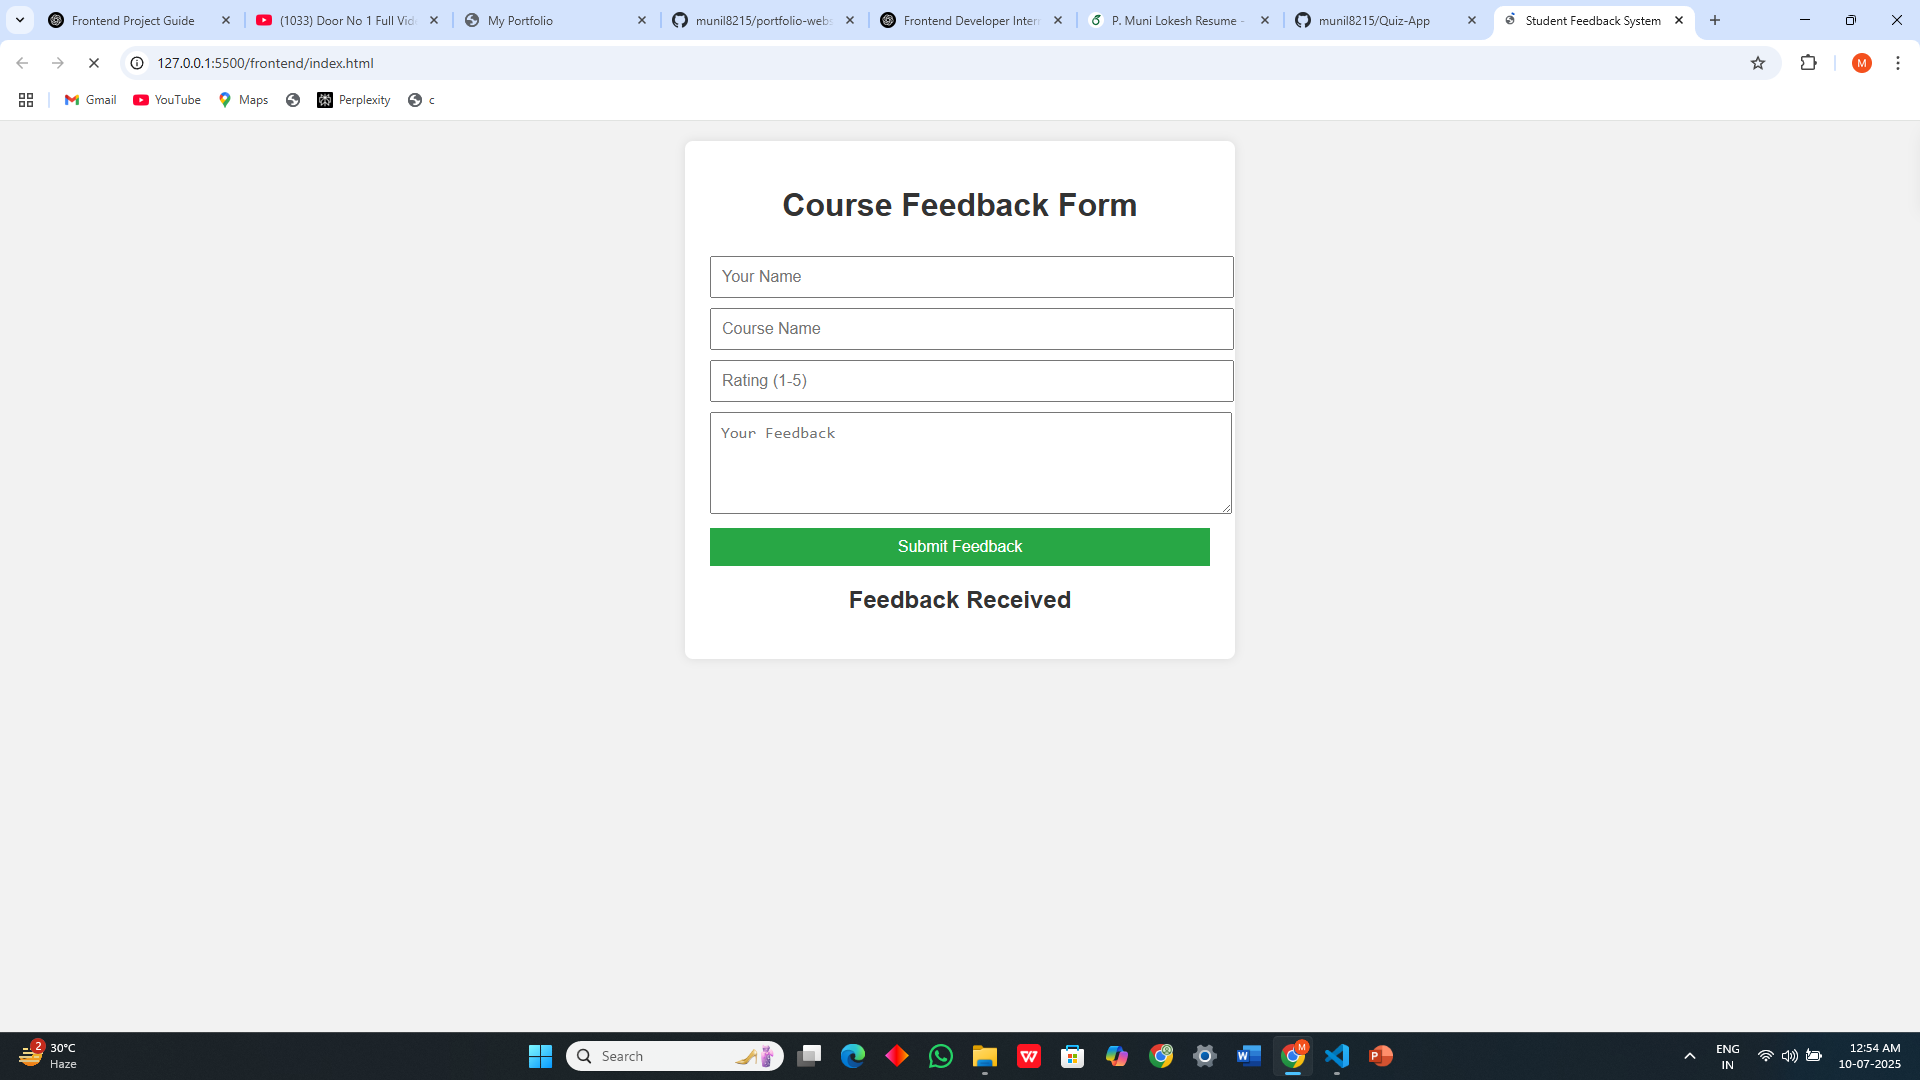 Frontend Project Guide
(1033) Door No 1 Full Vide
My Portfolio
munil8215/portfolio-webs
Frontend Developer Intern
P. Muni Lokesh Resume -
munil8215/Quiz-App
Student Feedback System
127.0.0.1:5500/frontend/index.html
M
Gmail
YouTube
Maps
Perplexity
c
Course Feedback Form
Your Name
Course Name
Rating (1-5)
Your Feedback
Submit Feedback
Feedback Received
2
30°C
Haze
Search
W
W
M
P
ENG
IN
12:54 AM
10-07-2025